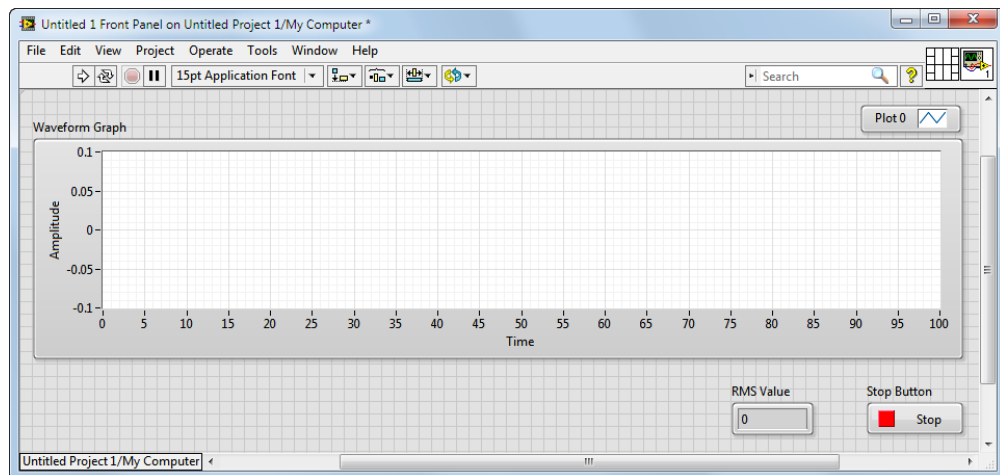 Untitled 1 Front Panel on Untitled Project 1/My Computer *
File Edit View Project Operate Tools Window Help
15pt Application Font Search ?
1
Plot 0
Waveform Graph
0.1
0.05
0
-0.05
-0.1
Amplitude
0 5 10 15 20 25 30 35 40 45 50 55 60 65 70 75 80 85 90 95 100
Time
RMS Value Stop Button
0 Stop
Untitled Project 1/My Computer